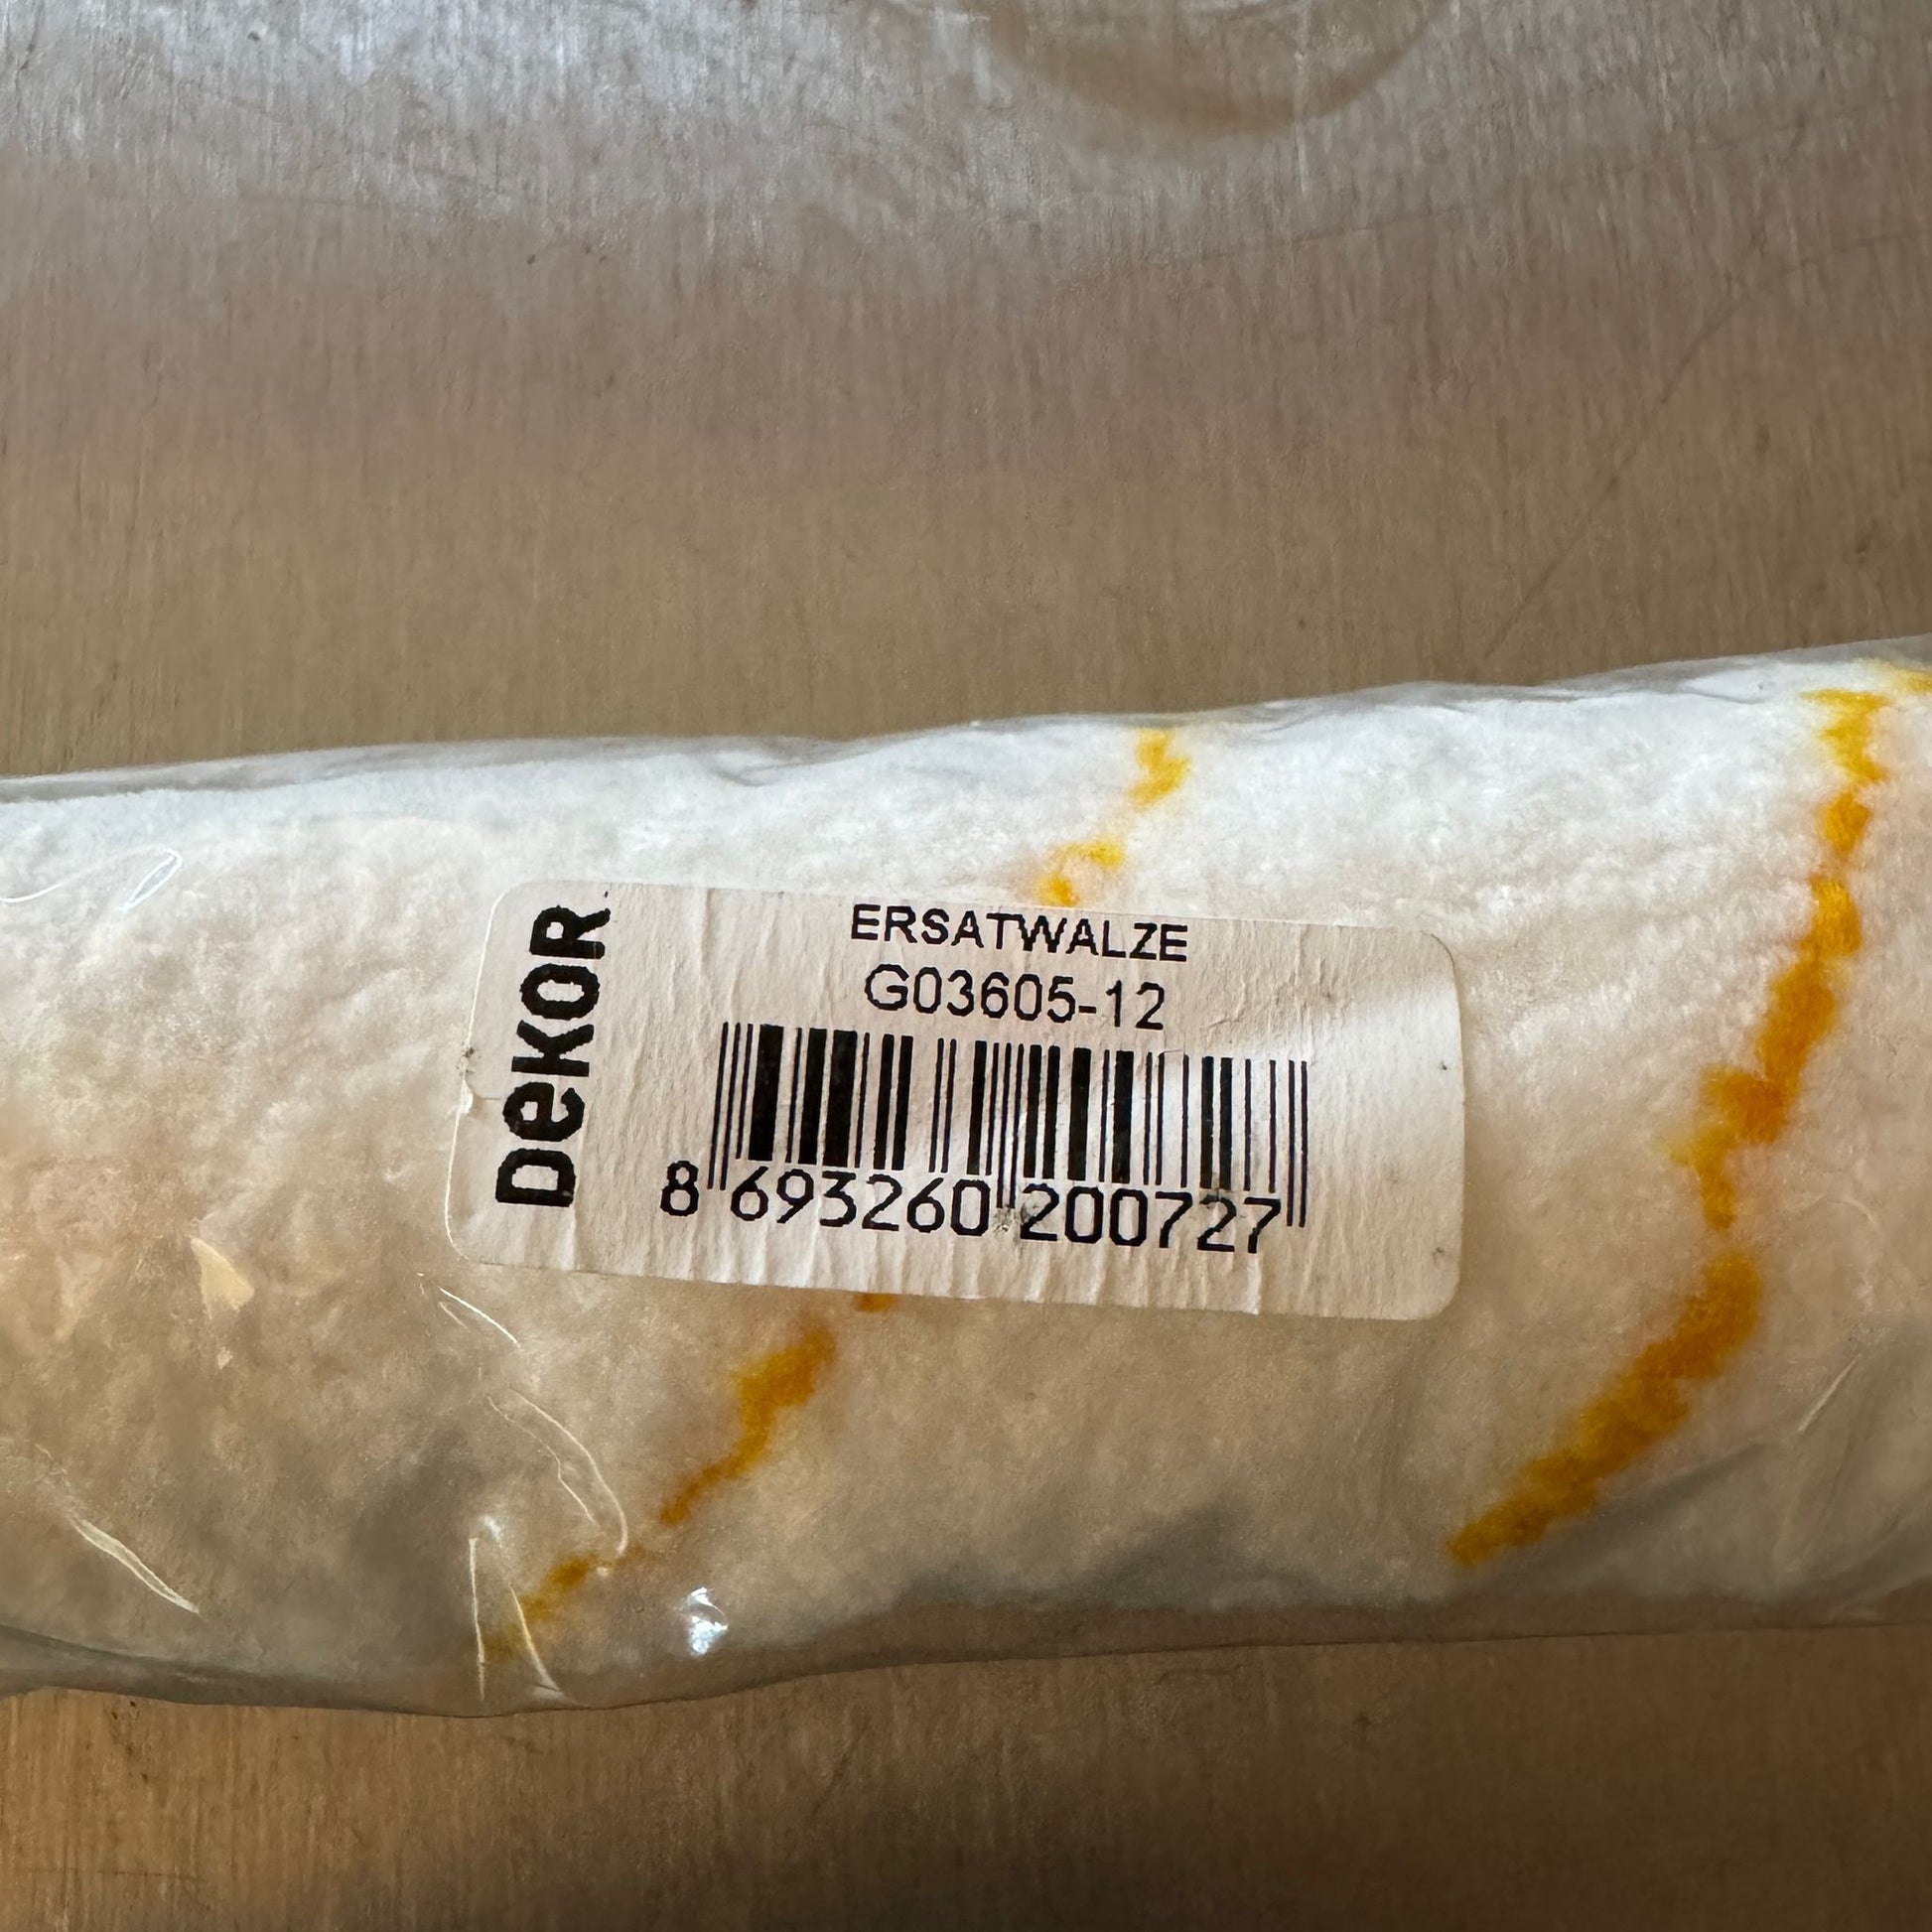 DeKOR
ERSATWALZE
G03605-12
8 693260 200727